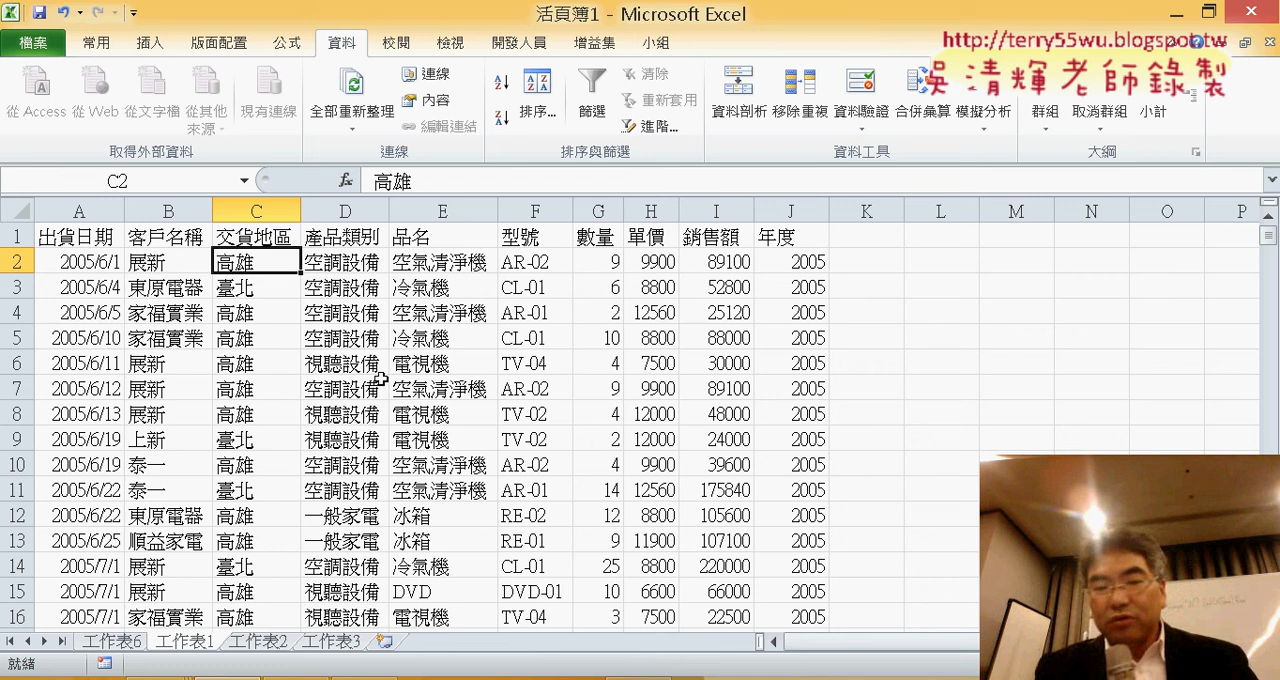 活頁簿1 - Microsoft Excel
檔案 常用 插入 版面配置 公式 資料 校閱 檢視 開發人員 增益集 小組
http://terry55wu.blogspot.tw
吳清輝老師錄製
從 Access 從 Web 從文字檔 從其他來源 現有連線
全部重新整理 連線 內容 編輯連結
排序... 篩選 清除 重新套用 進階...
資料剖析 移除重複 資料驗證 合併彙算 模擬分析
群組 取消群組 小計
取得外部資料 連線 排序與篩選 資料工具 大綱
C2 fx 高雄
A B C D E F G H I J K L M N O P
1 出貨日期 客戶名稱 交貨地區 產品類別 品名 型號 數量 單價 銷售額 年度
2 2005/6/1 展新 高雄 空調設備 空氣清淨機 AR-02 9 9900 89100 2005
3 2005/6/4 東原電器 臺北 空調設備 冷氣機 CL-01 6 8800 52800 2005
4 2005/6/5 家福實業 高雄 空調設備 空氣清淨機 AR-01 2 12560 25120 2005
5 2005/6/10 家福實業 高雄 空調設備 冷氣機 CL-01 10 8800 88000 2005
6 2005/6/11 展新 高雄 視聽設備 電視機 TV-04 4 7500 30000 2005
7 2005/6/12 展新 高雄 空調設備 空氣清淨機 AR-02 9 9900 89100 2005
8 2005/6/13 展新 高雄 視聽設備 電視機 TV-02 4 12000 48000 2005
9 2005/6/19 上新 臺北 視聽設備 電視機 TV-02 2 12000 24000 2005
10 2005/6/19 泰一 高雄 空調設備 空氣清淨機 AR-02 4 9900 39600 2005
11 2005/6/22 泰一 臺北 空調設備 空氣清淨機 AR-01 14 12560 175840 2005
12 2005/6/22 東原電器 高雄 一般家電 冰箱 RE-02 12 8800 105600 2005
13 2005/6/25 順益家電 高雄 一般家電 冰箱 RE-01 9 11900 107100 2005
14 2005/7/1 展新 臺北 空調設備 冷氣機 CL-01 25 8800 220000 2005
15 2005/7/1 展新 高雄 視聽設備 DVD DVD-01 10 6600 66000 2005
16 2005/7/1 家福實業 高雄 視聽設備 電視機 TV-04 3 7500 22500 2005
工作表6 工作表1 工作表2 工作表3
就緒